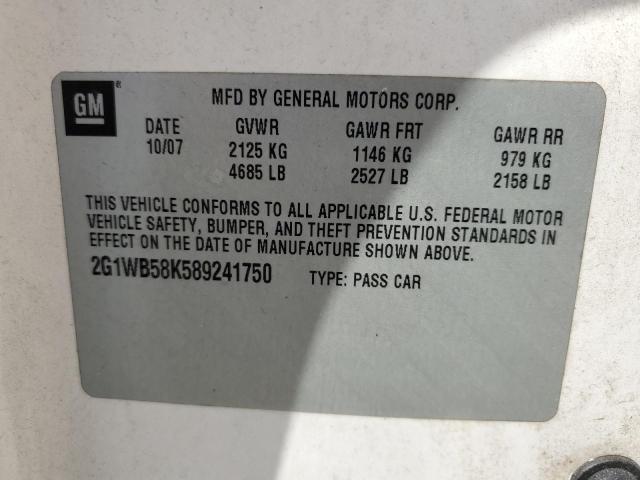 GM
MFD BY GENERAL MOTORS CORP.
DATE GVWR GAWR FRT GAWR RR
10/07 2125 KG 1146 KG 979 KG
4685 LB 2527 LB 2158 LB
THIS VEHICLE CONFORMS TO ALL APPLICABLE U.S. FEDERAL MOTOR
VEHICLE SAFETY, BUMPER, AND THEFT PREVENTION STANDARDS IN
EFFECT ON THE DATE OF MANUFACTURE SHOWN ABOVE.
2G1WB58K589241750 TYPE: PASS CAR